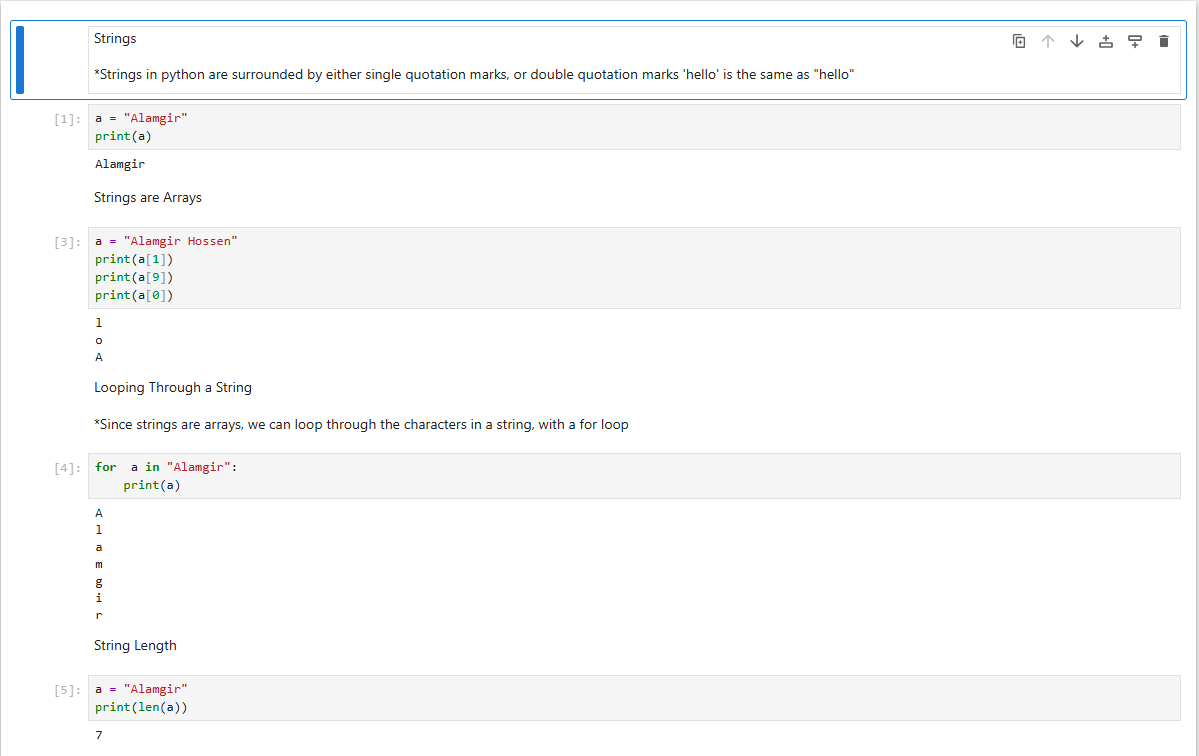 Strings
*Strings in python are surrounded by either single quotation marks, or double quotation marks 'hello' is the same as "hello"
[1]: a = "Alamgir"
print(a)
Alamgir
Strings are Arrays
[3]: a = "Alamgir Hossen"
print(a[1])
print(a[9])
print(a[0])
l
o
A
Looping Through a String
*Since strings are arrays, we can loop through the characters in a string, with a for loop
[4]: for  a in "Alamgir":
    print(a)
A
l
a
m
g
i
r
String Length
[5]: a = "Alamgir"
print(len(a))
7